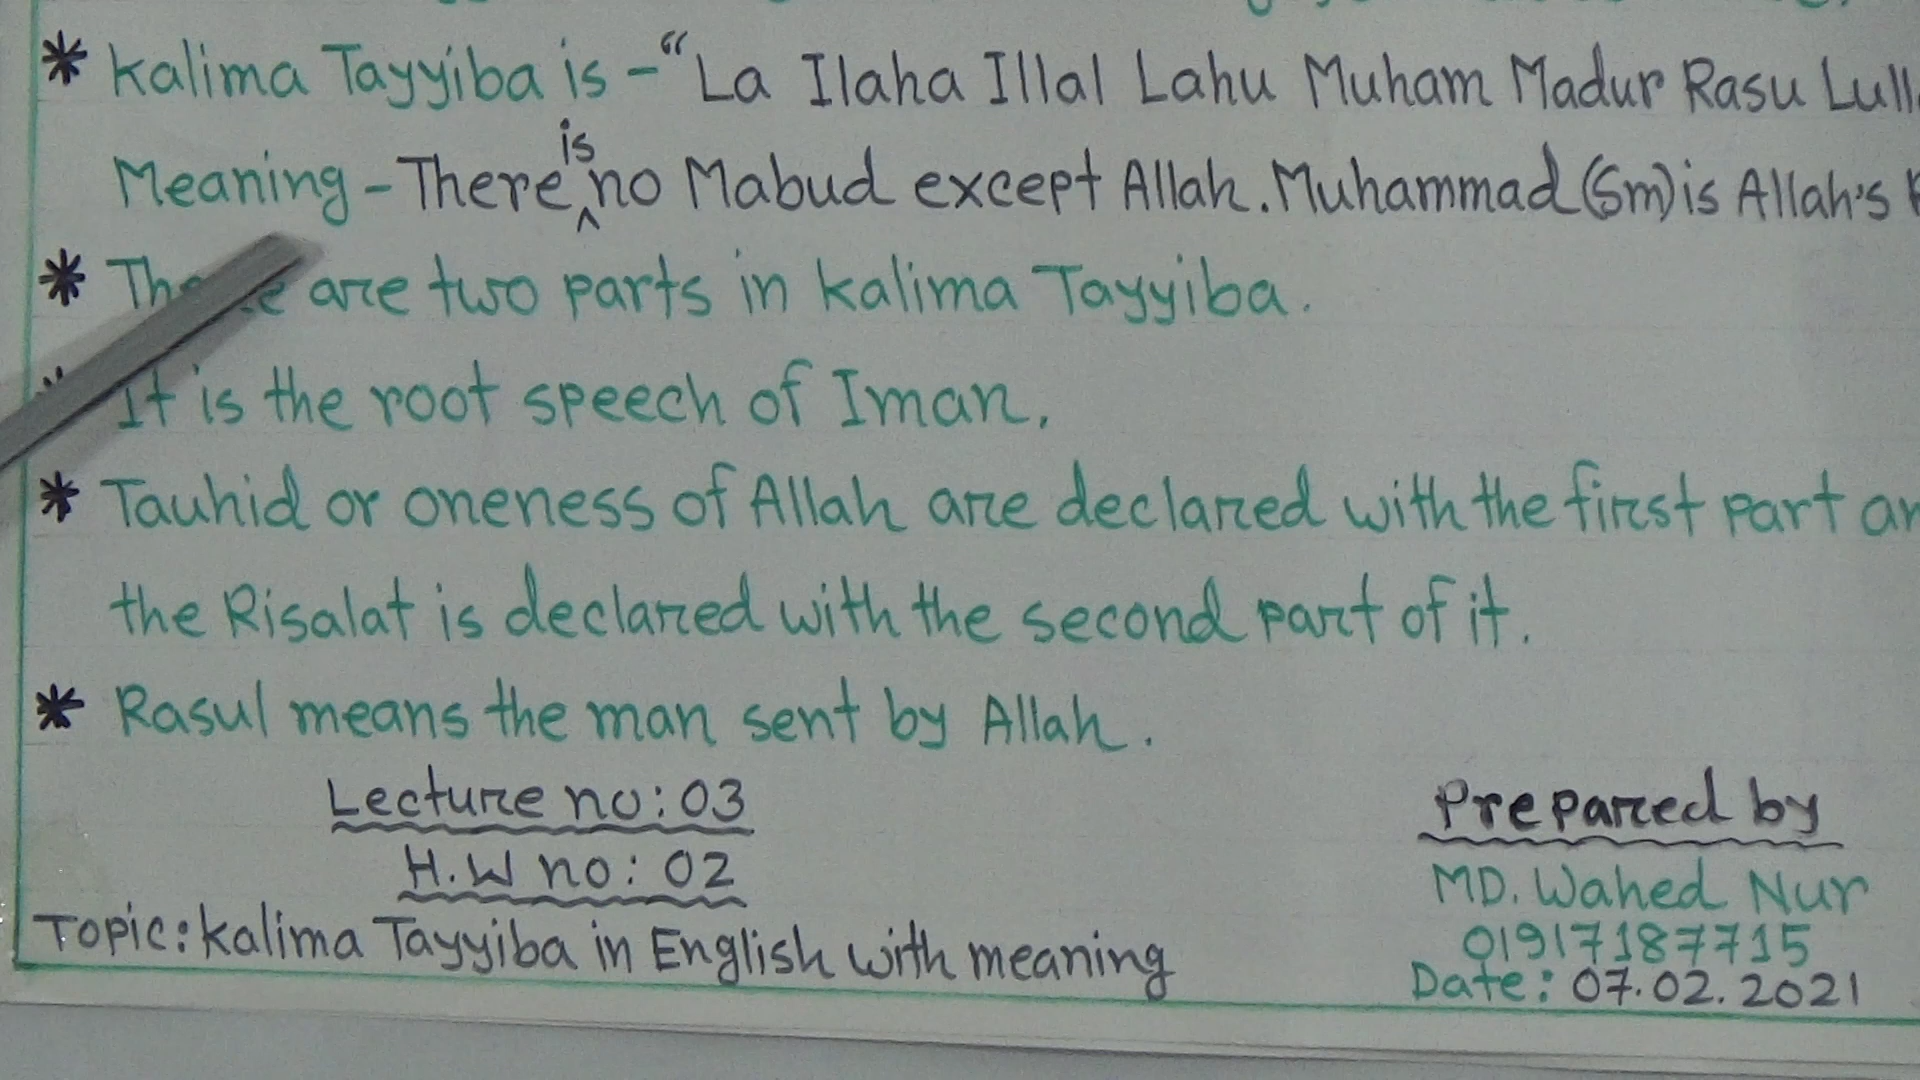 * Kalima Tayyiba is - "La Ilaha Illal Lahu Muham Madur Rasu Lull
Meaning - There is no Mabud except Allah. Muhammad (Sm) is Allah's
* There are two parts in Kalima Tayyiba.
* It is the root speech of Iman.
* Tauhid or oneness of Allah are declared with the first part an
the Risalat is declared with the second part of it.
* Rasul means the man sent by Allah.
Lecture no: 03
H.W no: 02
Topic: Kalima Tayyiba in English with meaning
Prepared by
MD. Wahed Nur
01917187715
Date: 07.02.2021